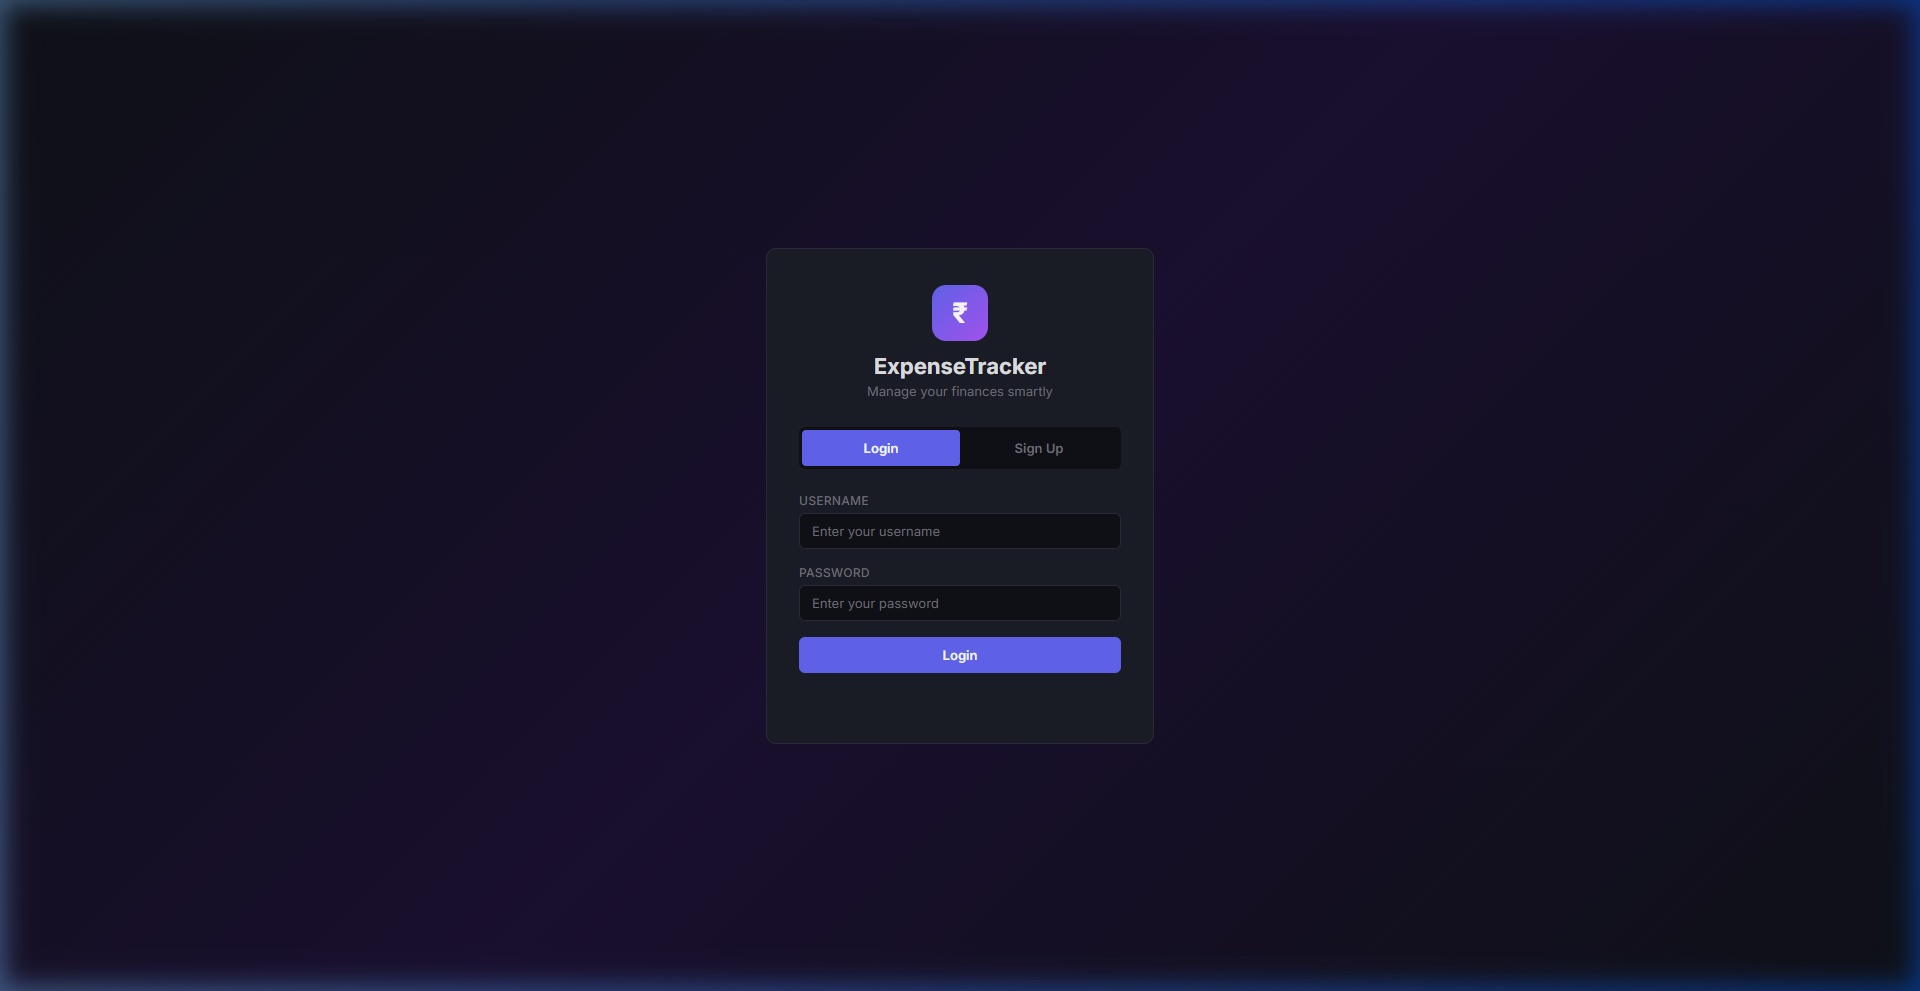 ₹
ExpenseTracker
Manage your finances smartly
Login Sign Up
USERNAME
Enter your username
PASSWORD
Enter your password
Login